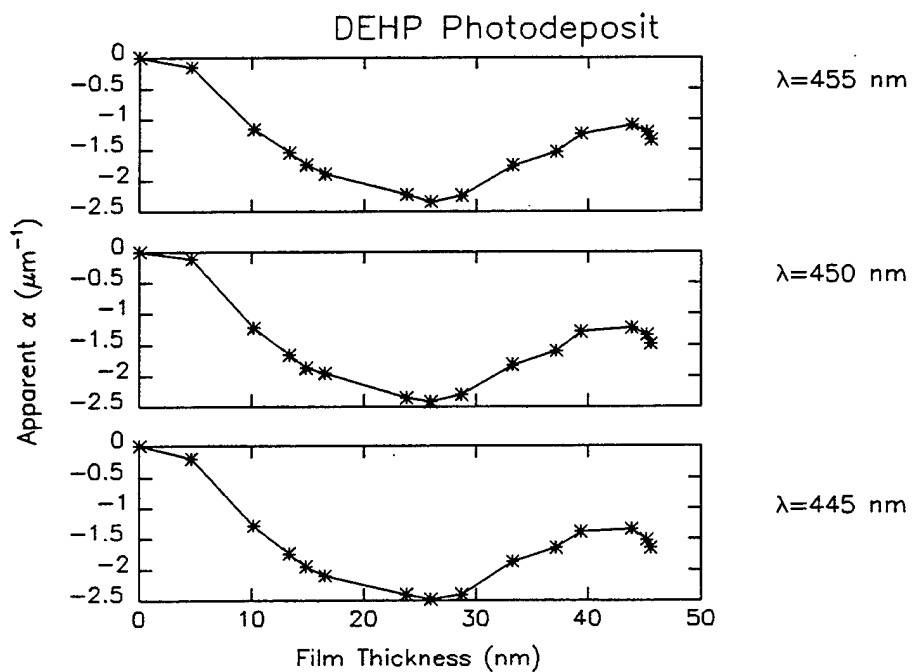 DEHP Photodeposit
0
-0.5
-1
-1.5
-2
-2.5
λ=455 nm
0
-0.5
-1
-1.5
-2
-2.5
λ=450 nm
0
-0.5
-1
-1.5
-2
-2.5
λ=445 nm
0 10 20 30 40 50
Film Thickness (nm)
Apparent α (μm⁻¹)